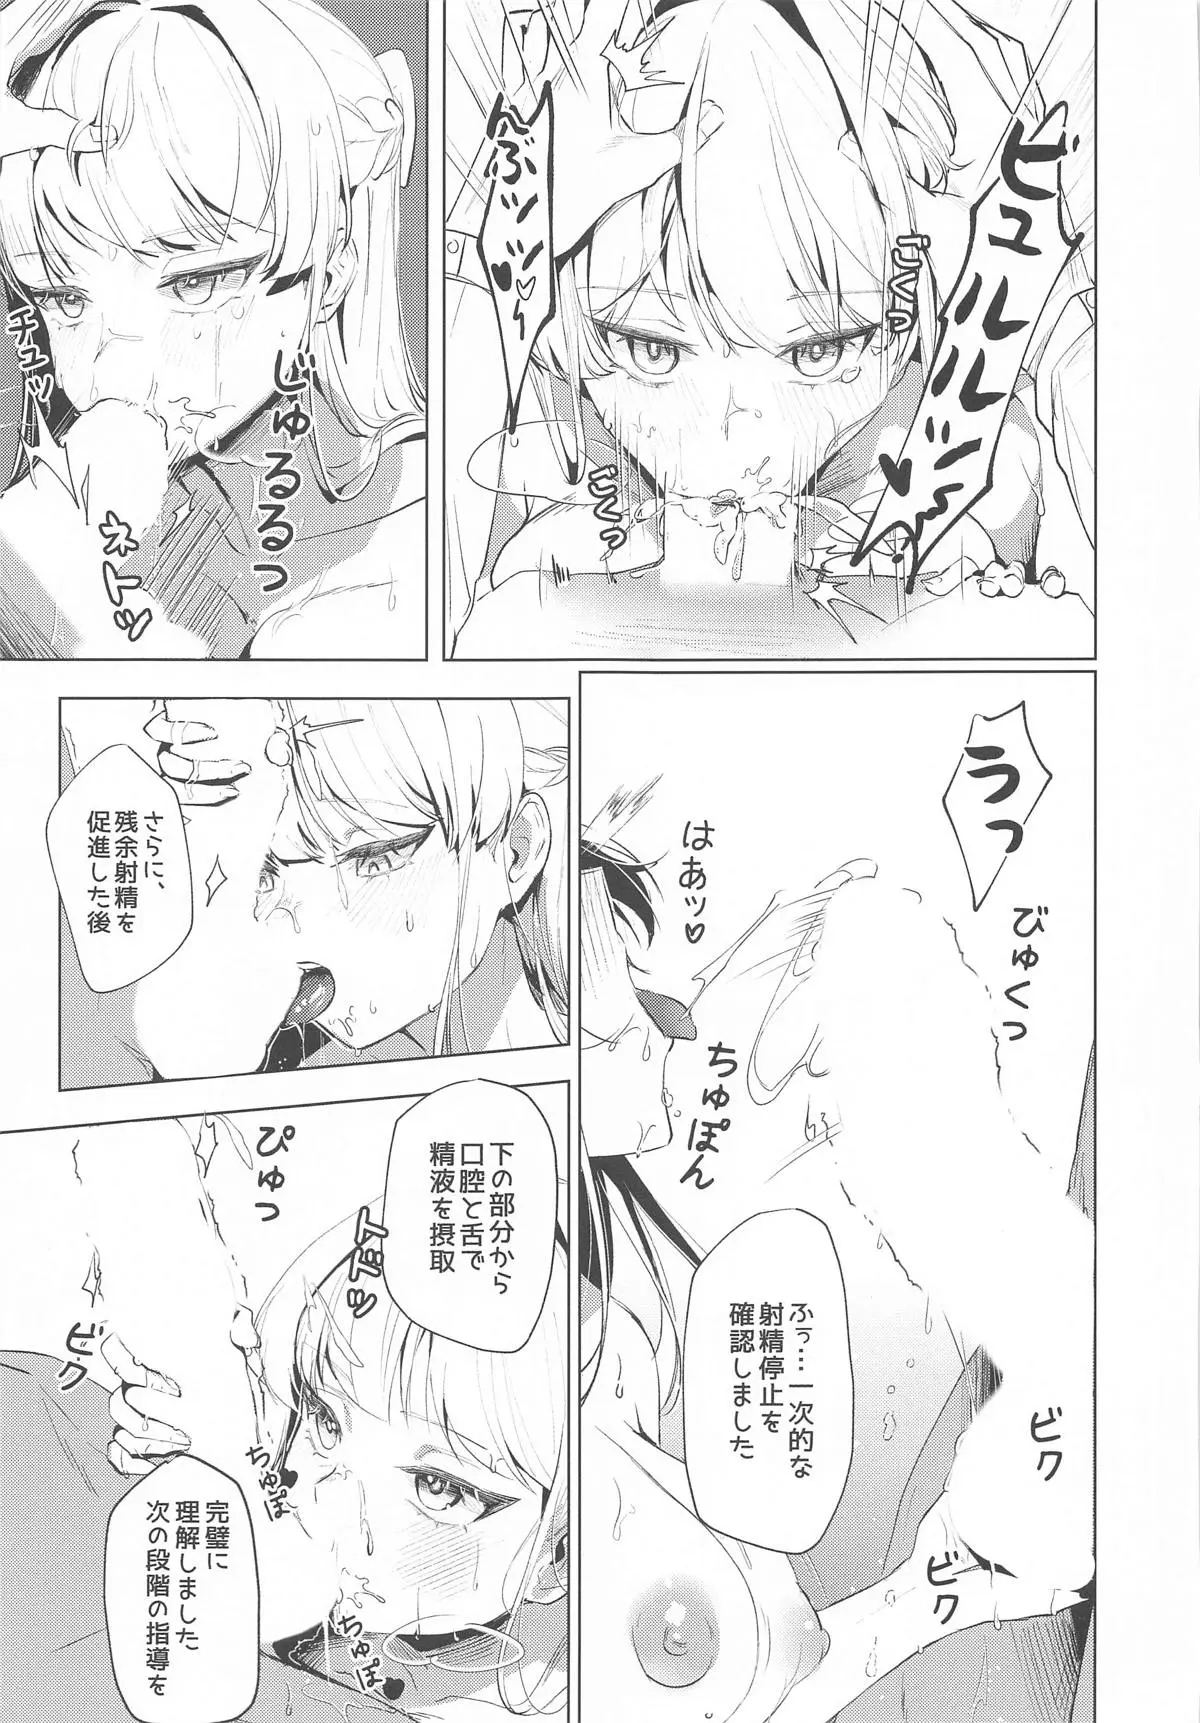 ビュルルルッ♥
んぶッッッ♥
ごくっ
ごくっ
じゅるるるっ
チュッ
ネトッ
うっ
びゅくっ
はあッ♡
ちゅぽん
ふぅ…一次的な
射精停止を
確認しました
ビク
ビク
さらに、
残余射精を
促進した後
下の部分から
口腔と舌で
精液を摂取
ぴゅっ
ビク
ちゅぽ♥
ちゅぽ♥
完璧に
理解しました
次の段階の指導を